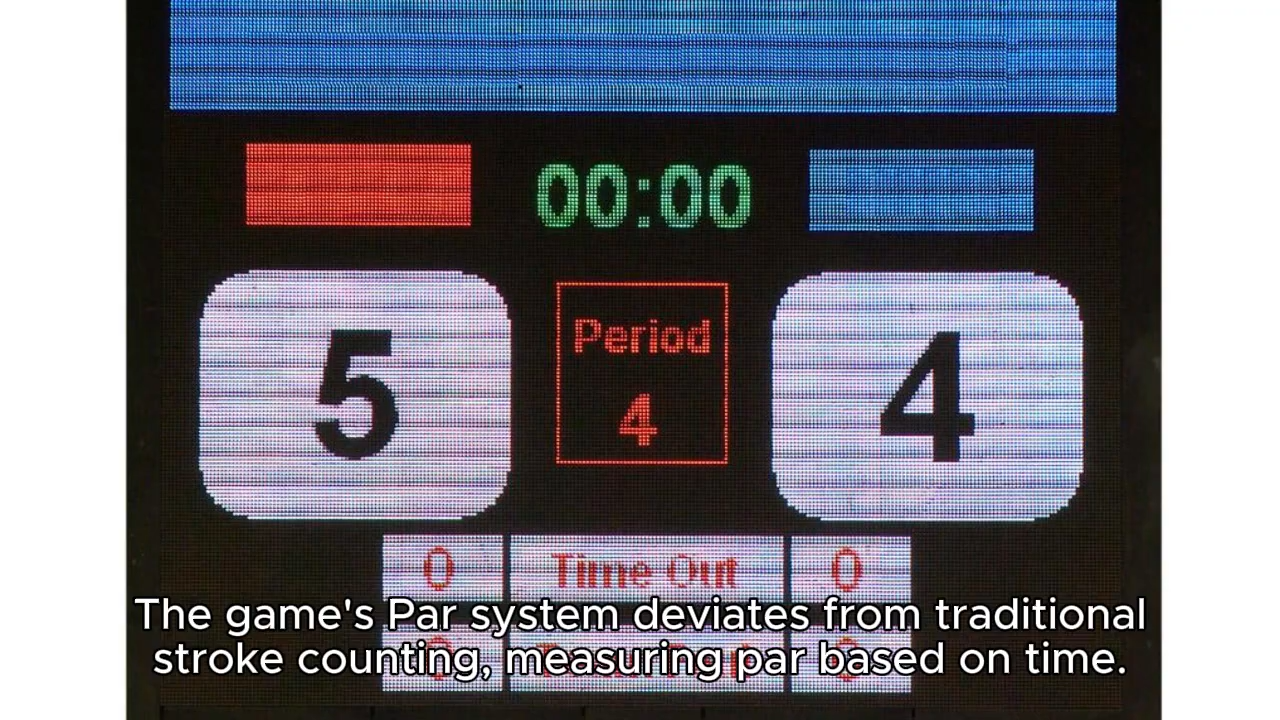 00:00
5
Period
4
4
0 Time Out 0
The game's Par system deviates from traditional
stroke counting, measuring par based on time.